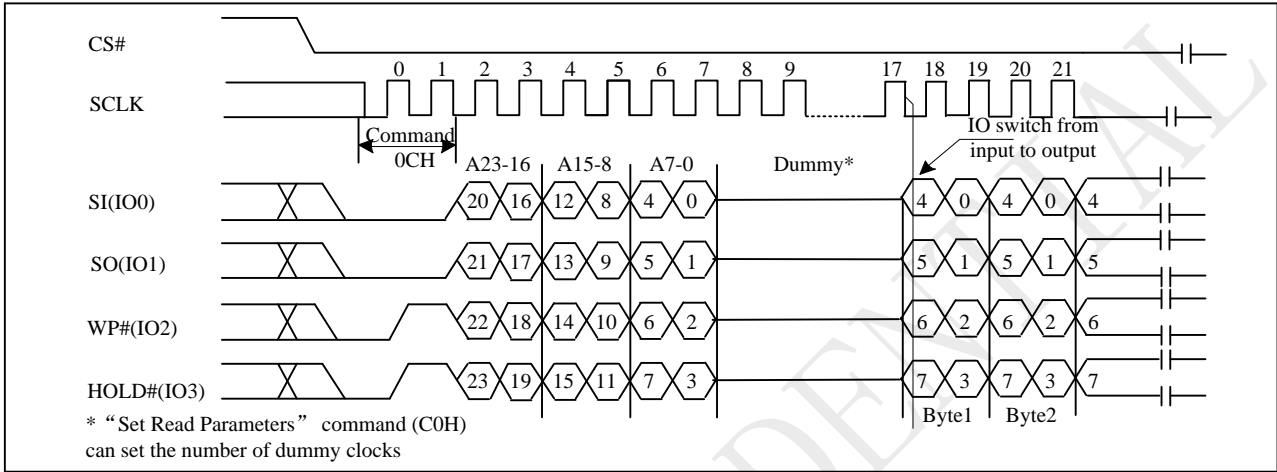 CS#
0 1 2 3 4 5 6 7 8 9 17 18 19 20 21
SCLK
Command
0CH
IO switch from
input to output
A23-16 A15-8 A7-0 Dummy*
SI(IO0) 20 16 12 8 4 0 4 0 4 0 4
SO(IO1) 21 17 13 9 5 1 5 1 5 1 5
WP#(IO2) 22 18 14 10 6 2 6 2 6 2 6
HOLD#(IO3) 23 19 15 11 7 3 7 3 7 3 7
Byte1 Byte2
* “Set Read Parameters” command (C0H)
can set the number of dummy clocks